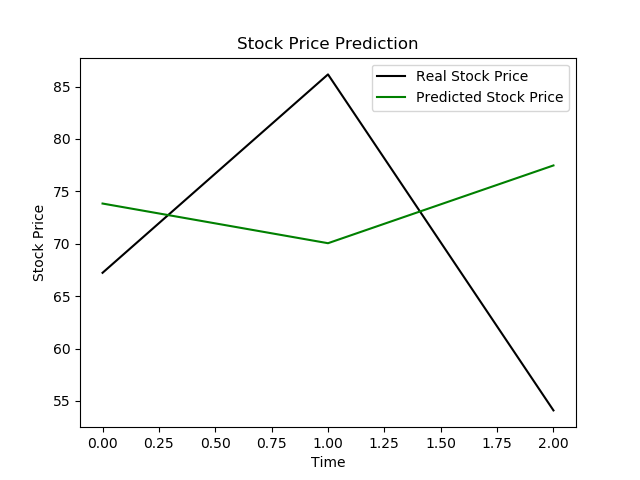 Stock Price Prediction
Real Stock Price
Predicted Stock Price
Stock Price
85
80
75
70
65
60
55
0.00 0.25 0.50 0.75 1.00 1.25 1.50 1.75 2.00
Time